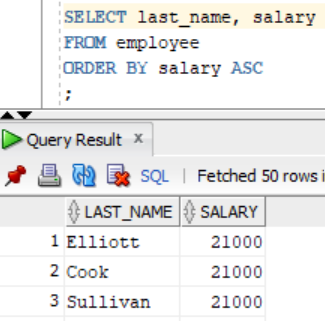 SELECT last_name, salary
FROM employee
ORDER BY salary ASC
;
Query Result x
SQL | Fetched 50 rows i
LAST_NAME SALARY
1 Elliott 21000
2 Cook 21000
3 Sullivan 21000